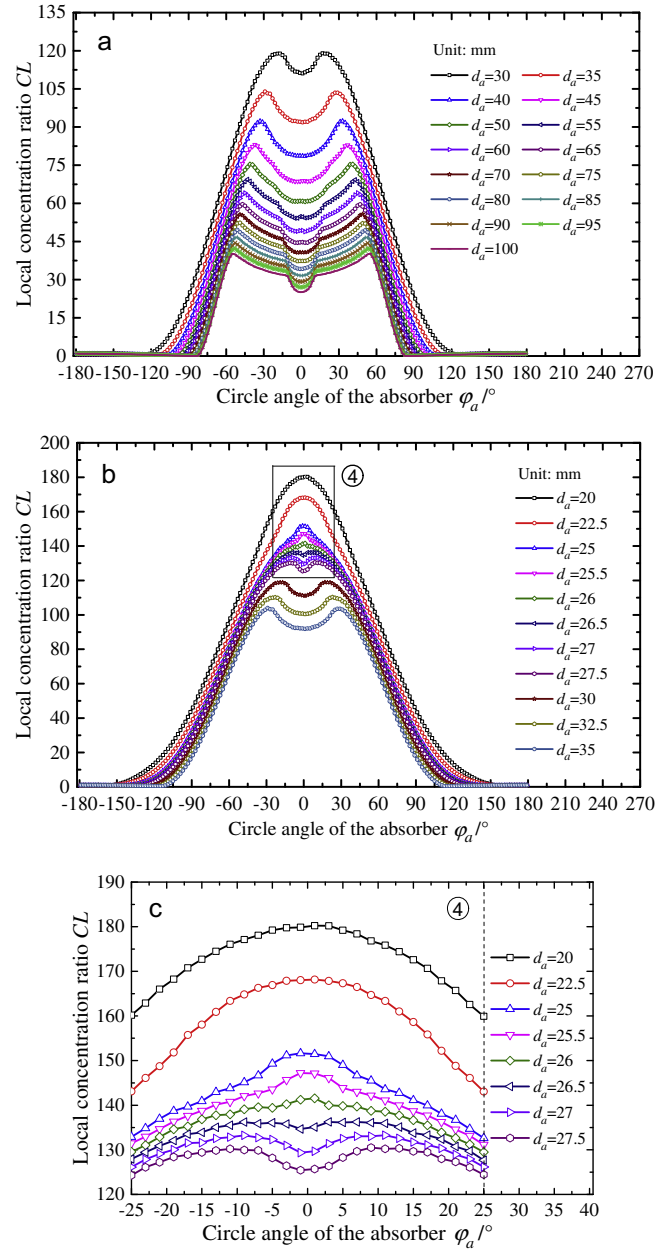 a
Unit: mm
dₐ=30 dₐ=35
dₐ=40 dₐ=45
dₐ=50 dₐ=55
dₐ=60 dₐ=65
dₐ=70 dₐ=75
dₐ=80 dₐ=85
dₐ=90 dₐ=95
dₐ=100
Local concentration ratio CL
135
120
105
90
75
60
45
30
15
0
-180 -150 -120 -90 -60 -30 0 30 60 90 120 150 180 210 240 270
Circle angle of the absorber φₐ/°
b
④
Unit: mm
dₐ=20
dₐ=22.5
dₐ=25
dₐ=25.5
dₐ=26
dₐ=26.5
dₐ=27
dₐ=27.5
dₐ=30
dₐ=32.5
dₐ=35
Local concentration ratio CL
200
180
160
140
120
100
80
60
40
20
0
-180 -150 -120 -90 -60 -30 0 30 60 90 120 150 180 210 240 270
Circle angle of the absorber φₐ/°
c
④
dₐ=20
dₐ=22.5
dₐ=25
dₐ=25.5
dₐ=26
dₐ=26.5
dₐ=27
dₐ=27.5
Local concentration ratio CL
190
180
170
160
150
140
130
120
-25 -20 -15 -10 -5 0 5 10 15 20 25 30 35 40
Circle angle of the absorber φₐ/°